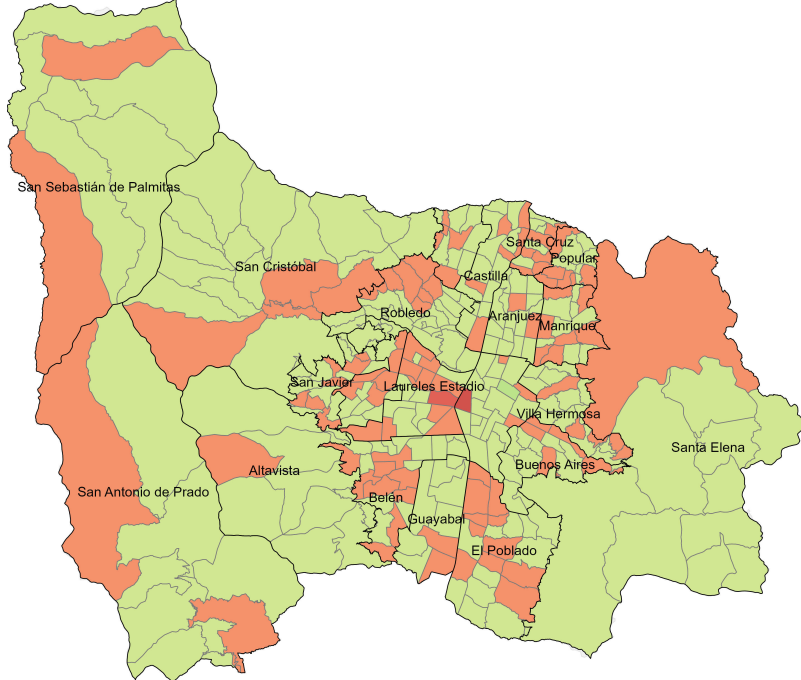 San Sebastián de Palmitas
Santa Cruz
Popular
San Cristóbal
Castilla
Robledo
Aranjuez
Manrique
San Javier
Laureles Estadio
Villa Hermosa
Santa Elena
Buenos Aires
Altavista
San Antonio de Prado
Belén
Guayabal
El Poblado